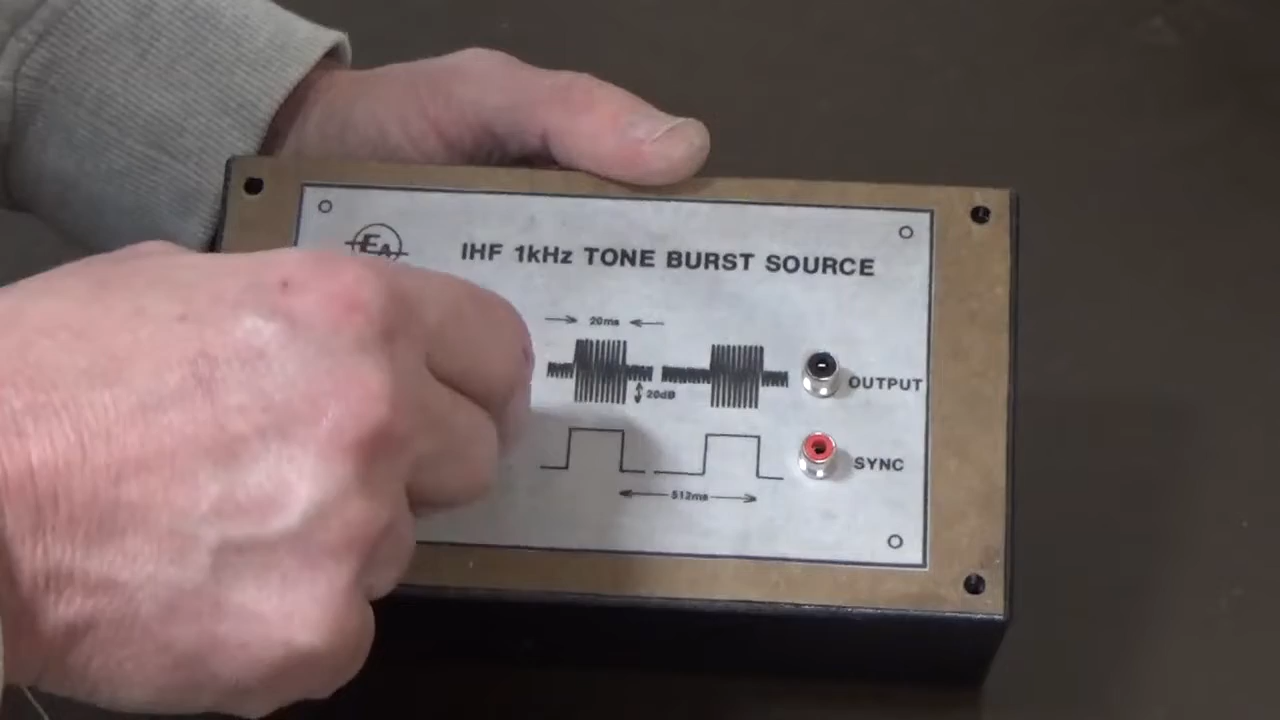 EA
IHF 1kHz TONE BURST SOURCE
20ms
20dB
OUTPUT
SYNC
512ms